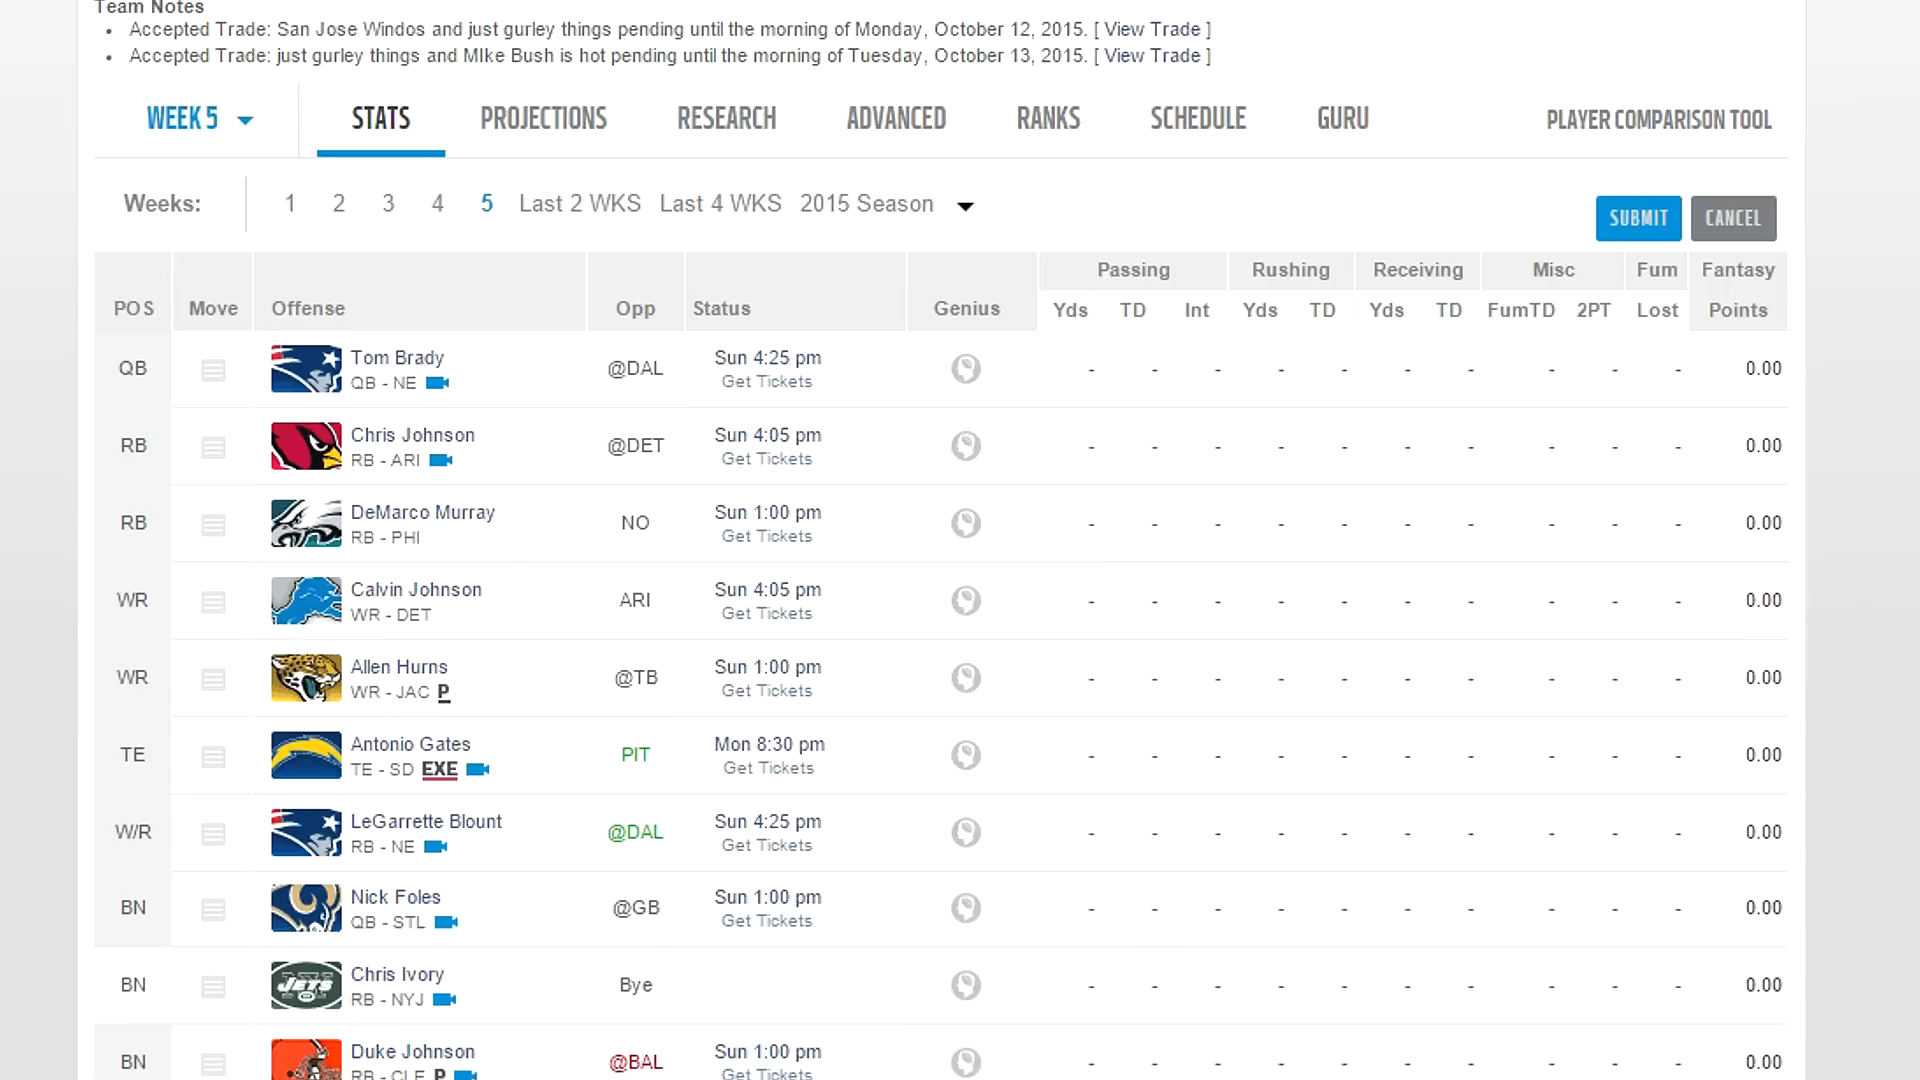 Team Notes
Accepted Trade: San Jose Windos and just gurley things pending until the morning of Monday, October 12, 2015. [ View Trade ]
Accepted Trade: just gurley things and MIke Bush is hot pending until the morning of Tuesday, October 13, 2015. [ View Trade ]
WEEK 5 STATS PROJECTIONS RESEARCH ADVANCED RANKS SCHEDULE GURU PLAYER COMPARISON TOOL
Weeks: 1 2 3 4 5 Last 2 WKS Last 4 WKS 2015 Season
SUBMIT CANCEL
Passing Rushing Receiving Misc Fum Fantasy
POS Move Offense Opp Status Genius Yds TD Int Yds TD Yds TD FumTD 2PT Lost Points
QB Tom Brady @DAL Sun 4:25 pm - - - - - - - - - - 0.00
QB - NE Get Tickets
RB Chris Johnson @DET Sun 4:05 pm - - - - - - - - - - 0.00
RB - ARI Get Tickets
RB DeMarco Murray NO Sun 1:00 pm - - - - - - - - - - 0.00
RB - PHI Get Tickets
WR Calvin Johnson ARI Sun 4:05 pm - - - - - - - - - - 0.00
WR - DET Get Tickets
WR Allen Hurns @TB Sun 1:00 pm - - - - - - - - - - 0.00
WR - JAC P Get Tickets
TE Antonio Gates PIT Mon 8:30 pm - - - - - - - - - - 0.00
TE - SD EXE Get Tickets
W/R LeGarrette Blount @DAL Sun 4:25 pm - - - - - - - - - - 0.00
RB - NE Get Tickets
BN Nick Foles @GB Sun 1:00 pm - - - - - - - - - - 0.00
QB - STL Get Tickets
BN JETS Chris Ivory Bye - - - - - - - - - - 0.00
RB - NYJ
BN Duke Johnson @BAL Sun 1:00 pm - - - - - - - - - - 0.00
RB - CLE P Get Tickets